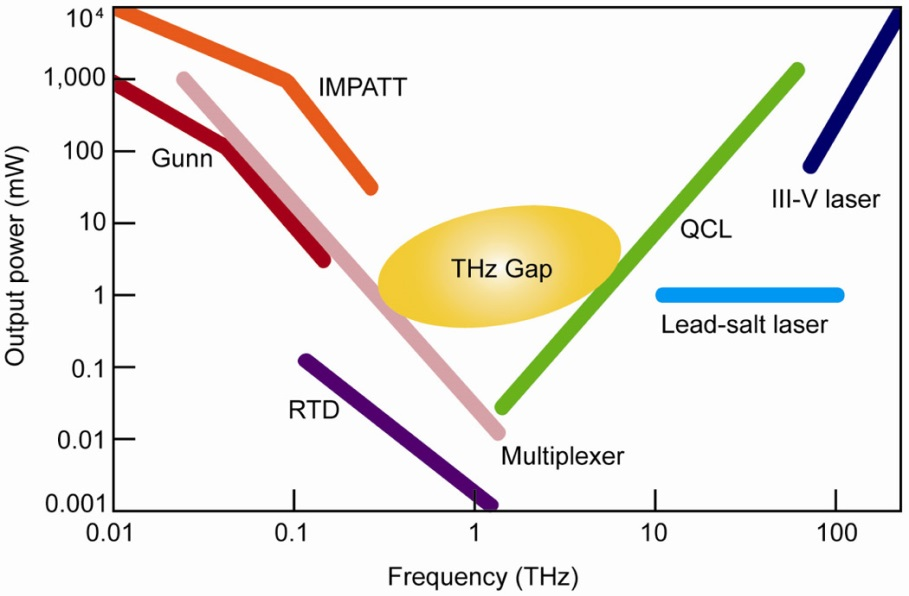 10⁴
1,000
100
10
1
0.1
0.01
0.001
Output power (mW)
IMPATT
Gunn
III-V laser
QCL
THz Gap
Lead-salt laser
RTD
Multiplexer
0.01
0.1
1
10
100
Frequency (THz)